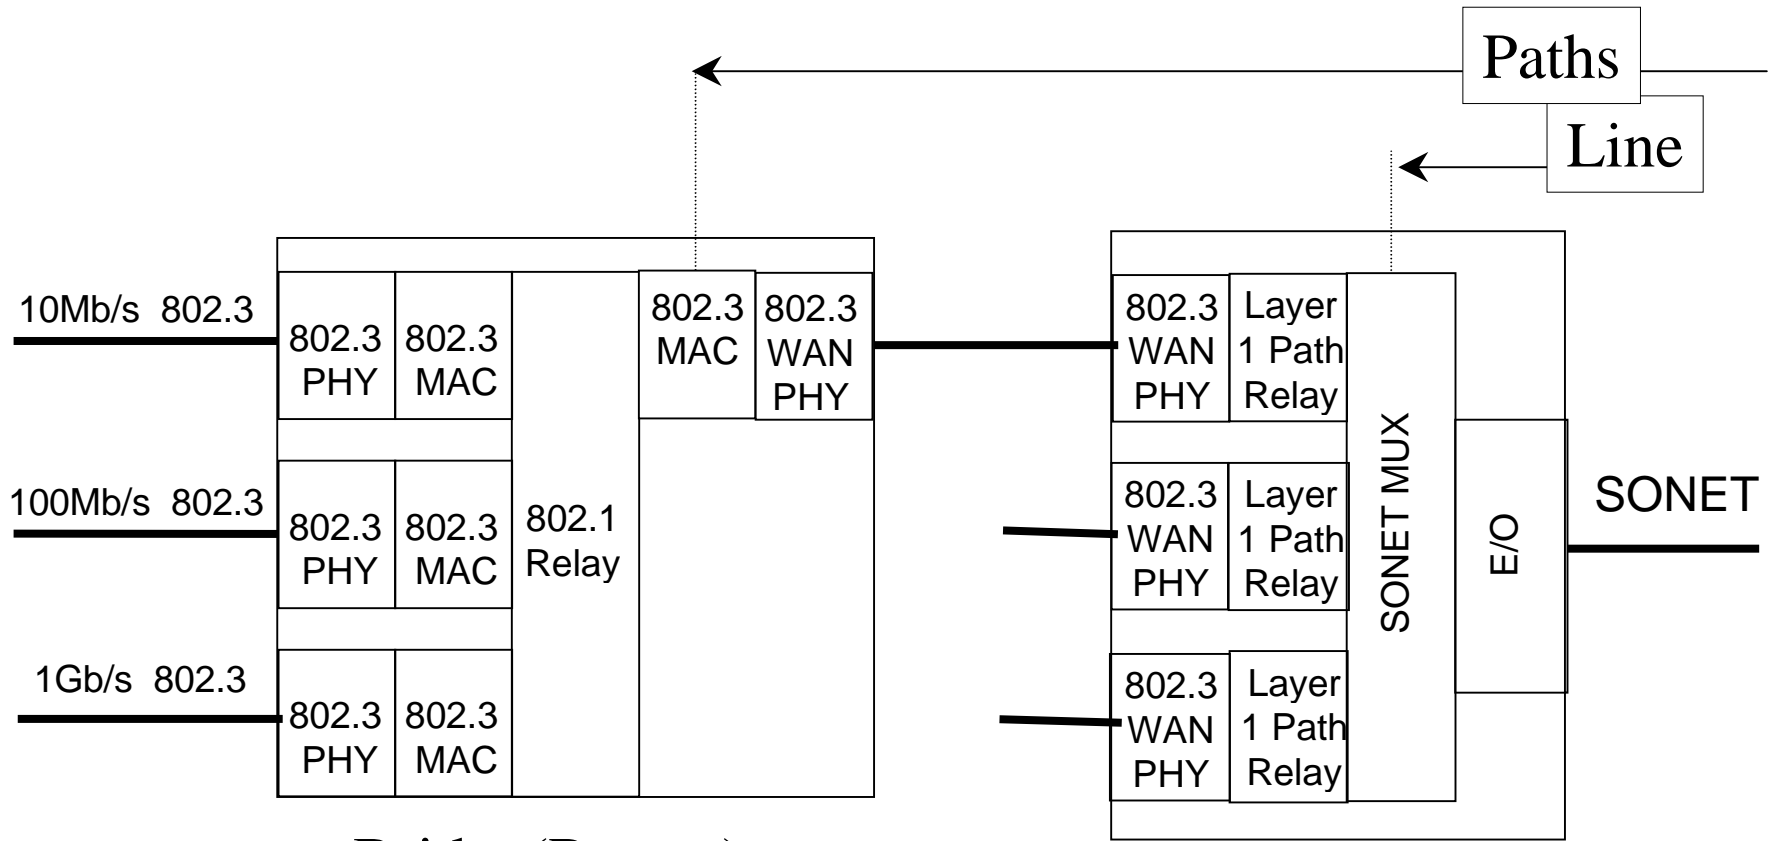 Paths
Line
10Mb/s 802.3
802.3
PHY
802.3
MAC
100Mb/s 802.3
802.3
PHY
802.3
MAC
1Gb/s 802.3
802.3
PHY
802.3
MAC
802.1
Relay
802.3
MAC
802.3
WAN
PHY
802.3
WAN
PHY
Layer
1 Path
Relay
802.3
WAN
PHY
Layer
1 Path
Relay
802.3
WAN
PHY
Layer
1 Path
Relay
SONET MUX
E/O
SONET